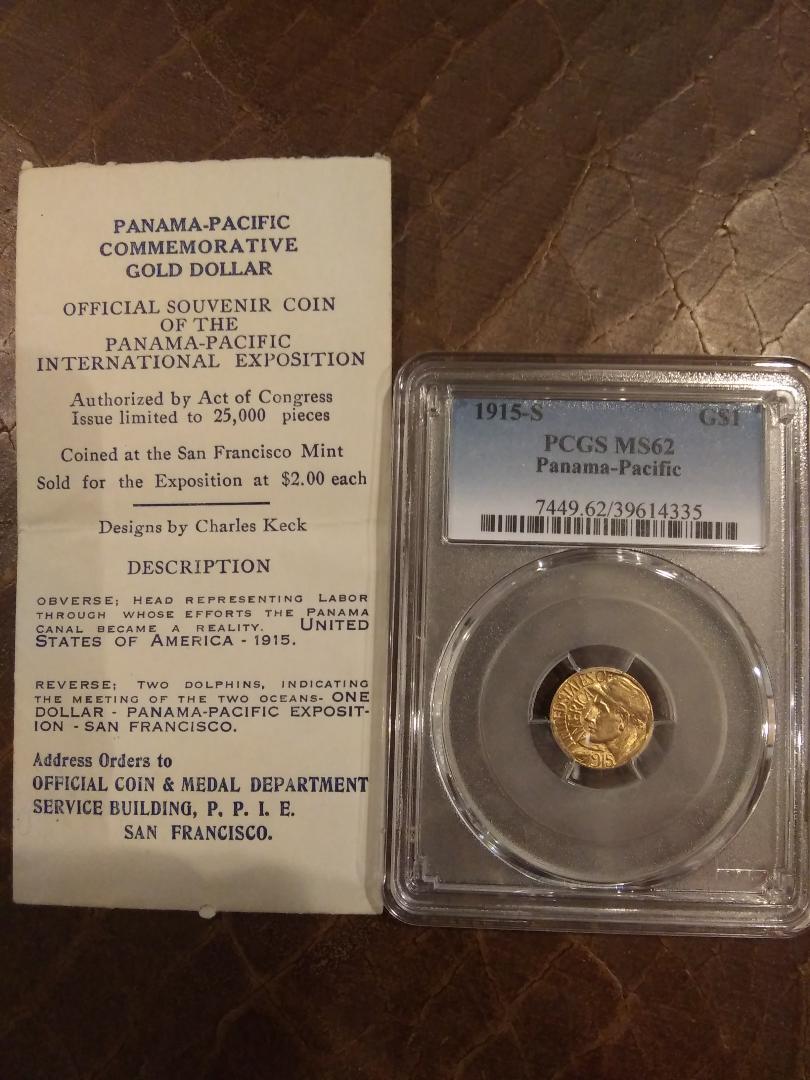 PANAMA-PACIFIC
COMMEMORATIVE
GOLD DOLLAR
OFFICIAL SOUVENIR COIN
OF THE
PANAMA-PACIFIC
INTERNATIONAL EXPOSITION
Authorized by Act of Congress
Issue limited to 25,000 pieces
Coined at the San Francisco Mint
Sold for the Exposition at $2.00 each
Designs by Charles Keck
DESCRIPTION
OBVERSE; HEAD REPRESENTING LABOR
THROUGH WHOSE EFFORTS THE PANAMA
CANAL BECAME A REALITY. UNITED
STATES OF AMERICA - 1915.
REVERSE; TWO DOLPHINS, INDICATING
THE MEETING OF THE TWO OCEANS- ONE
DOLLAR - PANAMA-PACIFIC EXPOSIT-
ION - SAN FRANCISCO.
Address Orders to
OFFICIAL COIN & MEDAL DEPARTMENT
SERVICE BUILDING, P. P. I. E.
SAN FRANCISCO.
1915-S G$1
PCGS MS62
Panama-Pacific
7449.62/39614335
STATES OF
1915